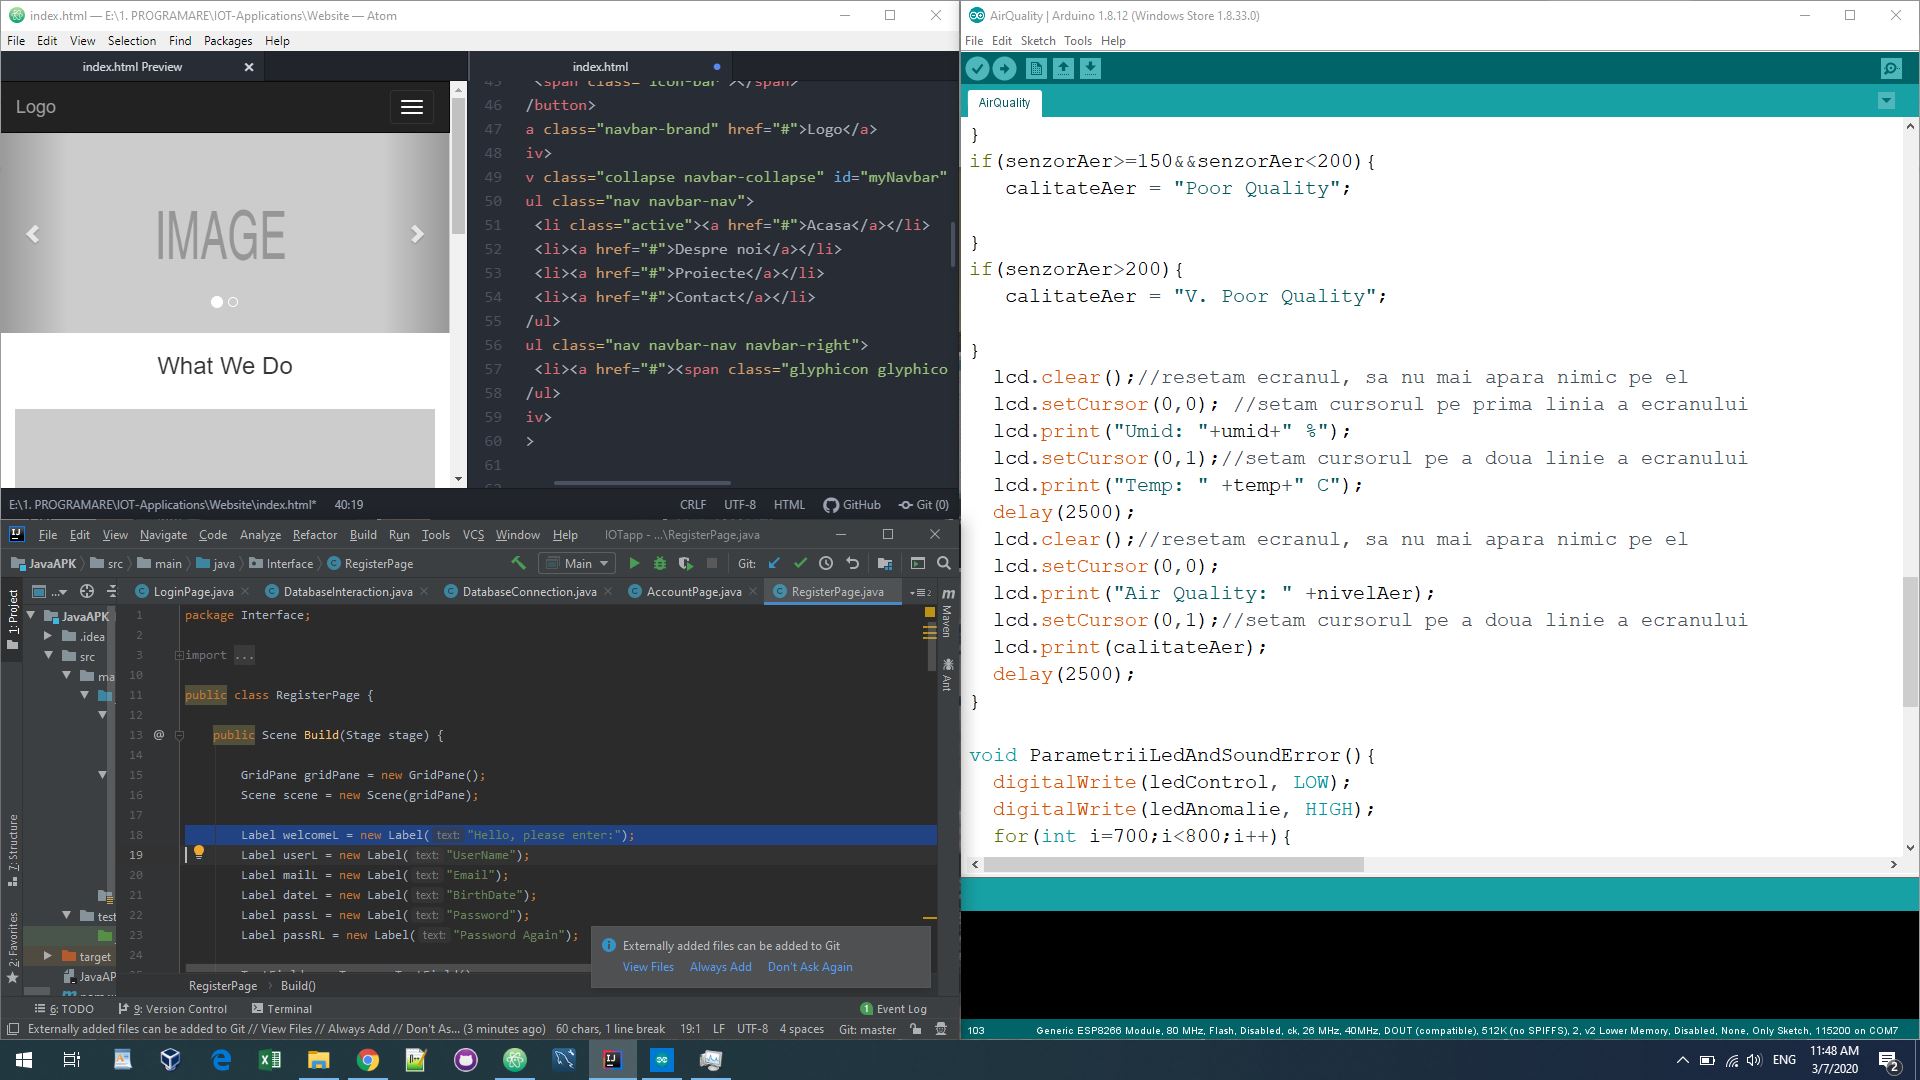 index.html — E:\1. PROGRAMARE\IOT-Applications\Website — Atom
File Edit View Selection Find Packages Help
index.html Preview
index.html
Logo
IMAGE
What We Do
45 <span class="icon-bar"></span>
46 /button>
47 a class="navbar-brand" href="#">Logo</a>
48 iv>
49 v class="collapse navbar-collapse" id="myNavbar"
50 ul class="nav navbar-nav">
51 <li class="active"><a href="#">Acasa</a></li>
52 <li><a href="#">Despre noi</a></li>
53 <li><a href="#">Proiecte</a></li>
54 <li><a href="#">Contact</a></li>
55 /ul>
56 ul class="nav navbar-nav navbar-right">
57 <li><a href="#"><span class="glyphicon glyphico
58 /ul>
59 iv>
60 >
61
E:\1. PROGRAMARE\IOT-Applications\Website\index.html* 40:19 CRLF UTF-8 HTML GitHub Git (0)
File Edit View Navigate Code Analyze Refactor Build Run Tools VCS Window Help IOTapp - ...\RegisterPage.java
JavaAPK src main java Interface RegisterPage Main Git:
LoginPage.java DatabaseInteraction.java DatabaseConnection.java AccountPage.java RegisterPage.java
1: Project
7: Structure
2: Favorites
JavaAPK
.idea
src
ma
test
target
JavaAP
Maven
Ant
1 package Interface;
2
3 import ...
10
11 public class RegisterPage {
12
13 @ public Scene Build(Stage stage) {
14
15 GridPane gridPane = new GridPane();
16 Scene scene = new Scene(gridPane);
17
18 Label welcomeL = new Label( text: "Hello, please enter:");
19 Label userL = new Label( text: "UserName");
20 Label mailL = new Label( text: "Email");
21 Label dateL = new Label( text: "BirthDate");
22 Label passL = new Label( text: "Password");
23 Label passRL = new Label( text: "Password Again");
24
Externally added files can be added to Git
View Files Always Add Don't Ask Again
RegisterPage Build()
6: TODO 9: Version Control Terminal 1 Event Log
Externally added files can be added to Git // View Files // Always Add // Don't As... (3 minutes ago) 60 chars, 1 line break 19:1 LF UTF-8 4 spaces Git: master
AirQuality | Arduino 1.8.12 (Windows Store 1.8.33.0)
File Edit Sketch Tools Help
AirQuality
}
if(senzorAer>=150&&senzorAer<200){
calitateAer = "Poor Quality";
}
if(senzorAer>200){
calitateAer = "V. Poor Quality";
}
lcd.clear();//resetam ecranul, sa nu mai apara nimic pe el
lcd.setCursor(0,0); //setam cursorul pe prima linia a ecranului
lcd.print("Umid: "+umid+" %");
lcd.setCursor(0,1);//setam cursorul pe a doua linie a ecranului
lcd.print("Temp: " +temp+" C");
delay(2500);
lcd.clear();//resetam ecranul, sa nu mai apara nimic pe el
lcd.setCursor(0,0);
lcd.print("Air Quality: " +nivelAer);
lcd.setCursor(0,1);//setam cursorul pe a doua linie a ecranului
lcd.print(calitateAer);
delay(2500);
}
void ParametriiLedAndSoundError(){
digitalWrite(ledControl, LOW);
digitalWrite(ledAnomalie, HIGH);
for(int i=700;i<800;i++){
103 Generic ESP8266 Module, 80 MHz, Flash, Disabled, ck, 26 MHz, 40MHz, DOUT (compatible), 512K (no SPIFFS), 2, v2 Lower Memory, Disabled, None, Only Sketch, 115200 on COM7
ENG
11:48 AM
3/7/2020
2